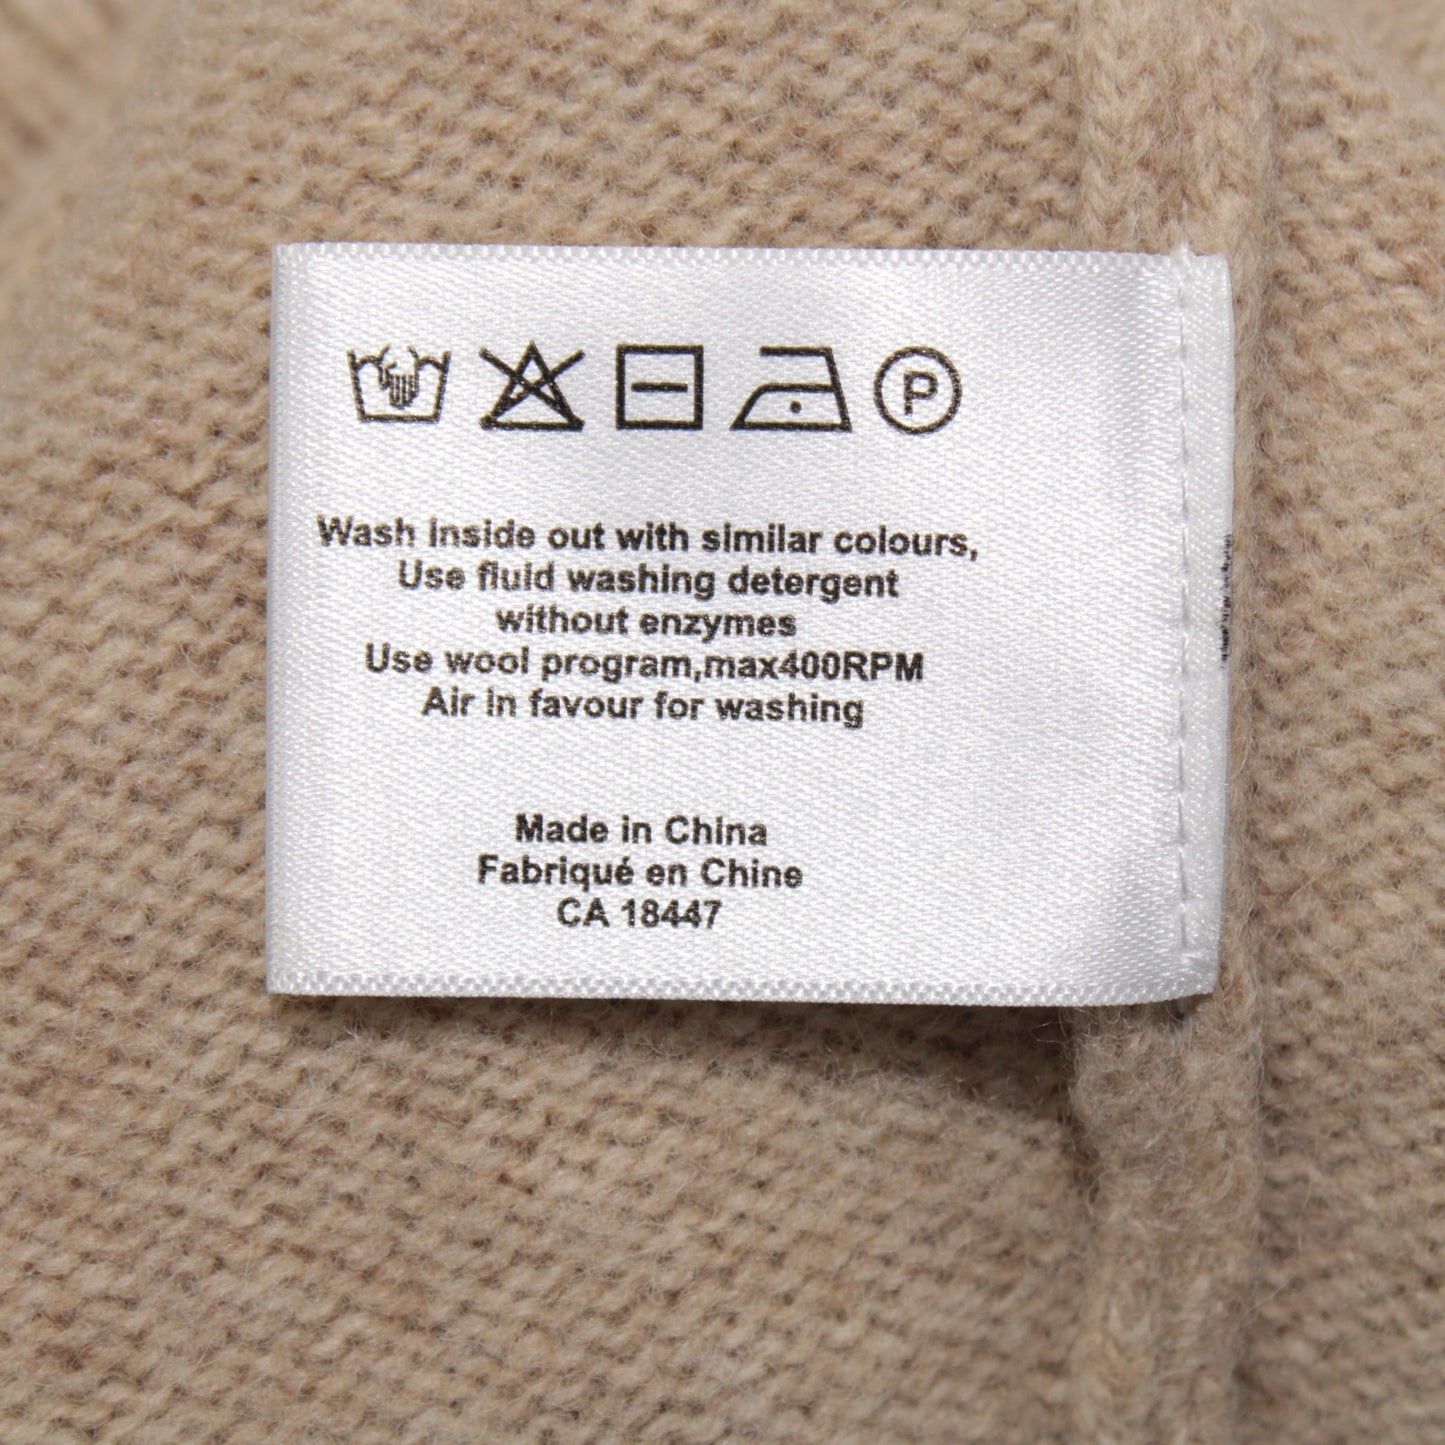 P
Wash inside out with similar colours,
Use fluid washing detergent
without enzymes
Use wool program,max400RPM
Air in favour for washing
Made in China
Fabriqué en Chine
CA 18447